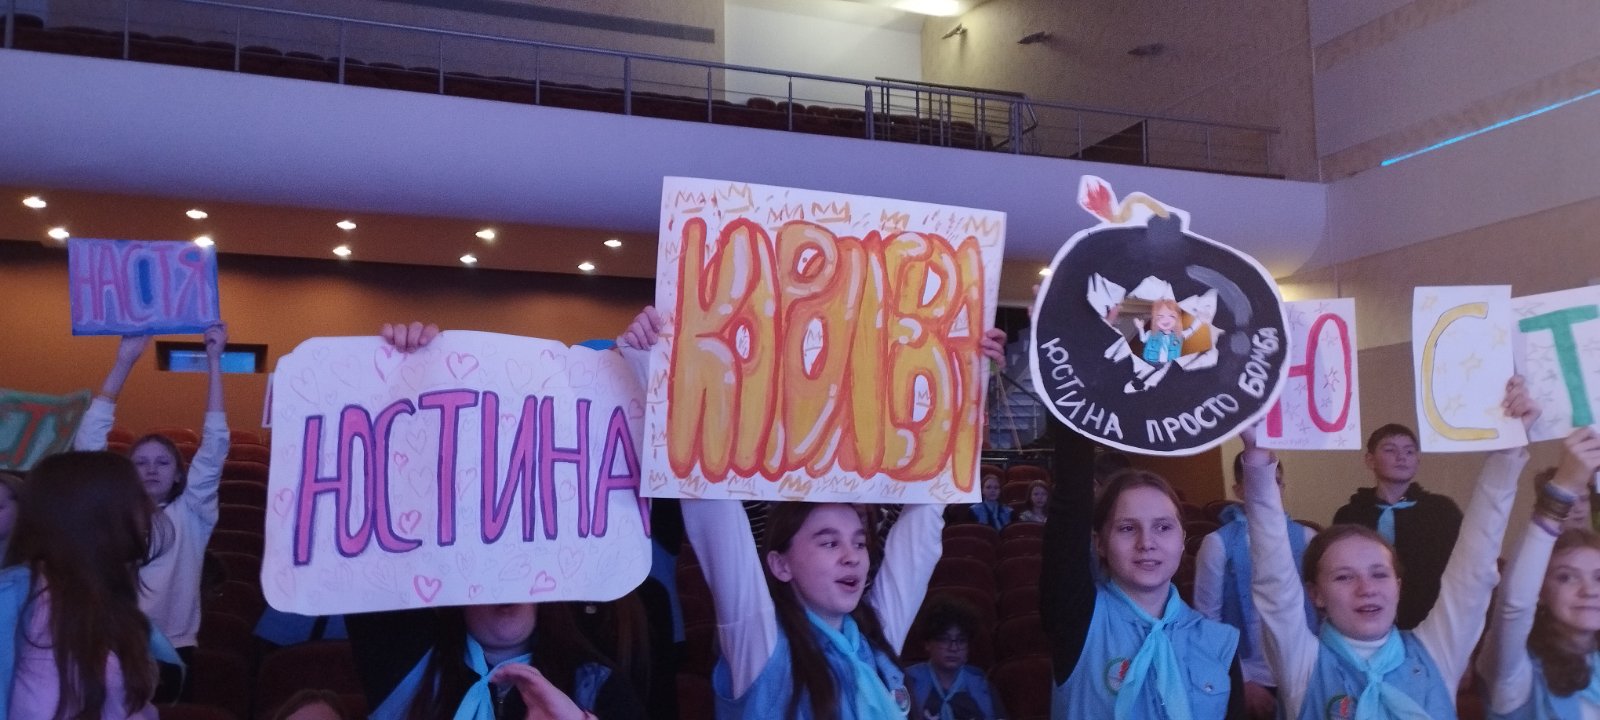 НАСТЯ
ЮСТИНА
КОРОЛЕВА
ЮСТИНА ПРОСТО БОМБА
Ю
С
Т